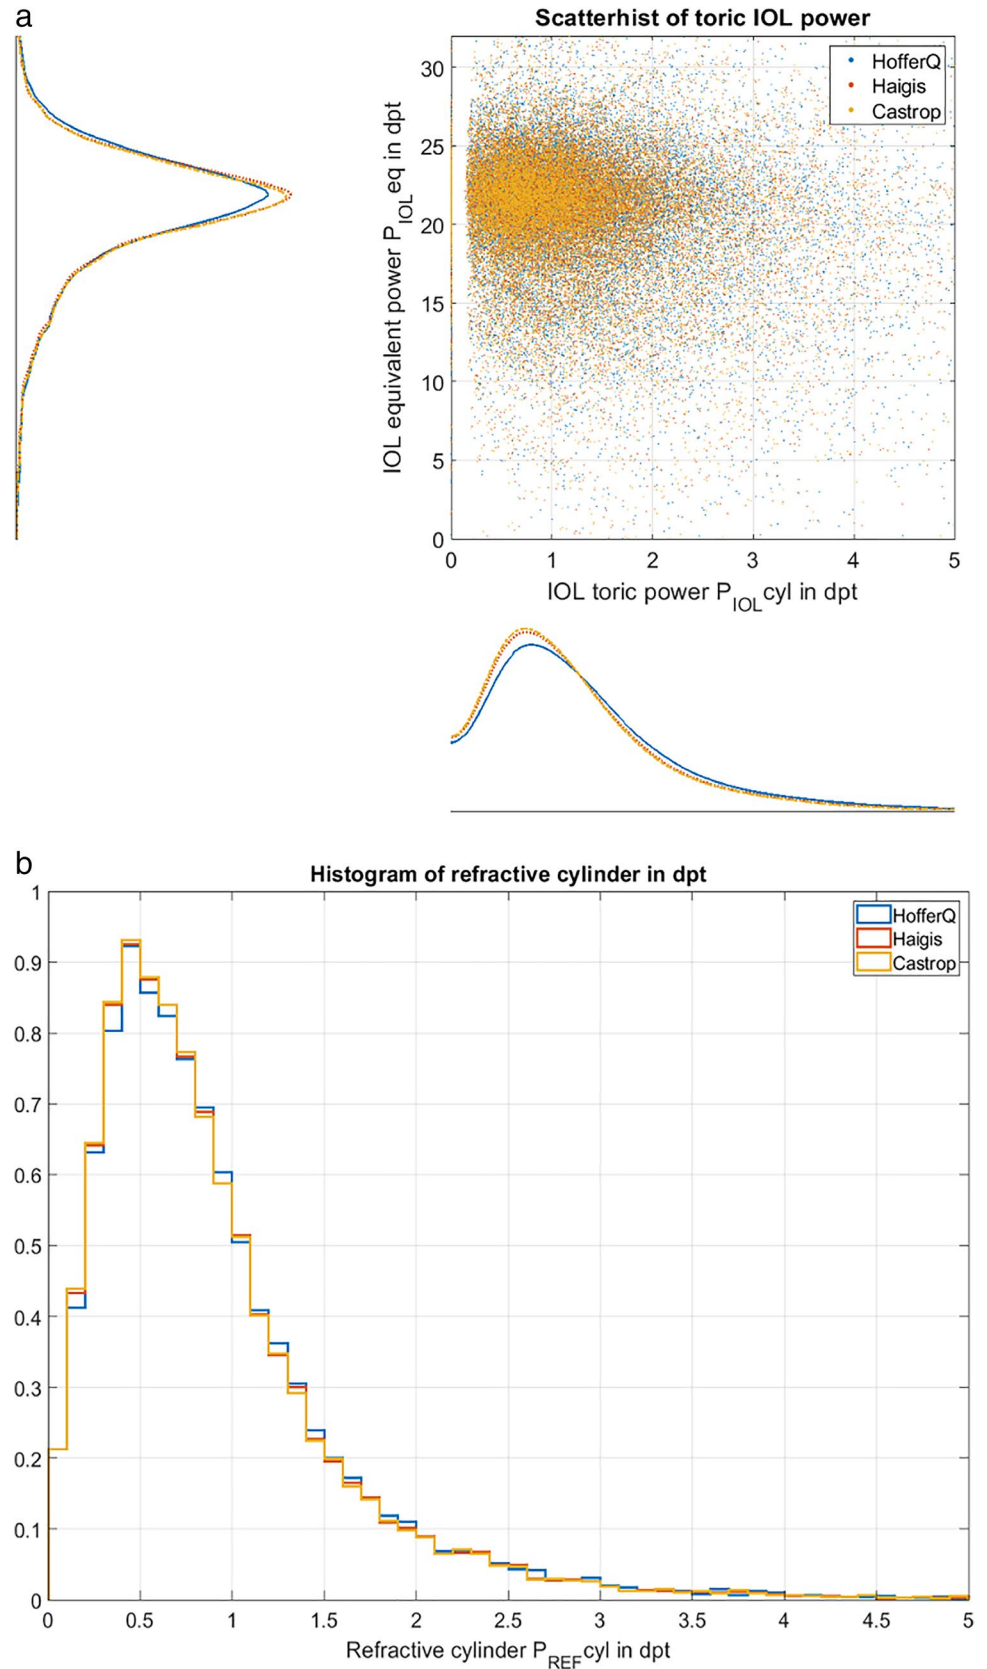 a
Scatterhist of toric IOL power
HofferQ
Haigis
Castrop
IOL equivalent power P_IOL eq in dpt
30
25
20
15
10
5
0
0 1 2 3 4 5
IOL toric power P_IOL cyl in dpt
b
Histogram of refractive cylinder in dpt
HofferQ
Haigis
Castrop
1
0.9
0.8
0.7
0.6
0.5
0.4
0.3
0.2
0.1
0
0 0.5 1 1.5 2 2.5 3 3.5 4 4.5 5
Refractive cylinder P_REF cyl in dpt